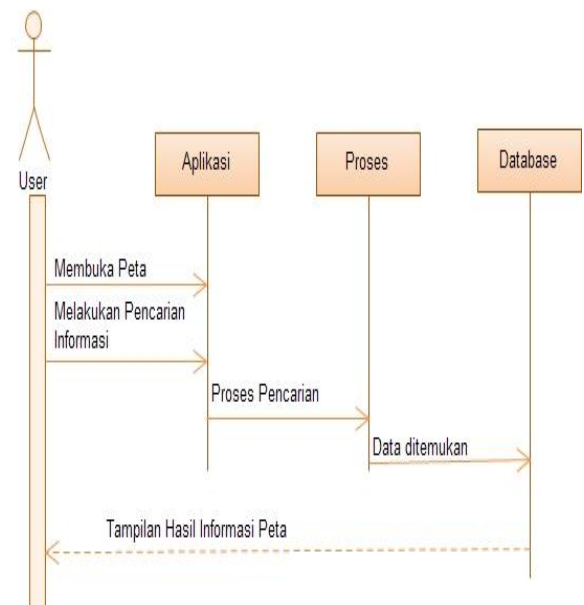 User
Aplikasi
Proses
Database
Membuka Peta
Melakukan Pencarian
Informasi
Proses Pencarian
Data ditemukan
Tampilan Hasil Informasi Peta